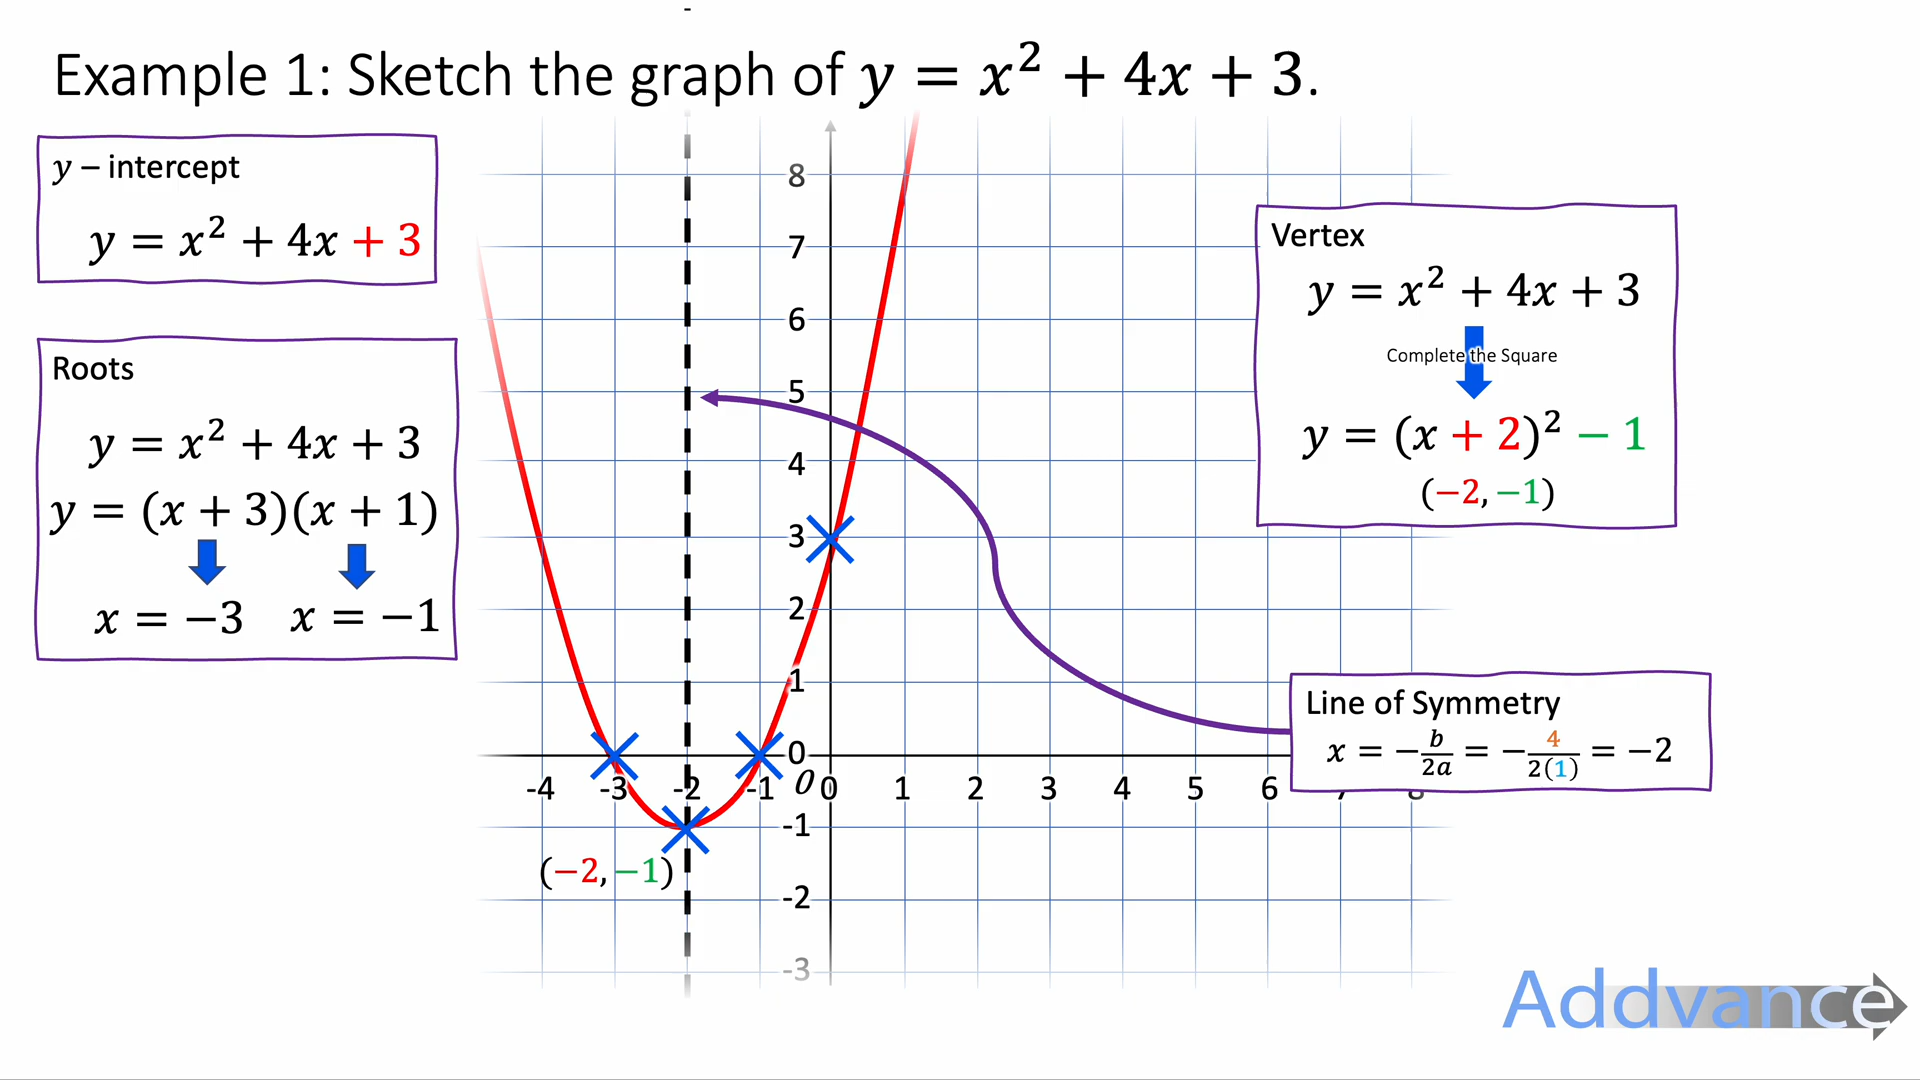 Example 1: Sketch the graph of y = x² + 4x + 3.
y – intercept
y = x² + 4x + 3
Roots
y = x² + 4x + 3
y = (x + 3)(x + 1)
x = −3 x = −1
8
7
6
5
4
3
2
1
0
-4 -3 -2 -1 O 0 1 2 3 4 5 6
-1
(−2, −1)
-2
-3
Vertex
y = x² + 4x + 3
Complete the Square
y = (x + 2)² − 1
(−2, −1)
Line of Symmetry
x = −b/2a = −4/2(1) = −2
Addvance